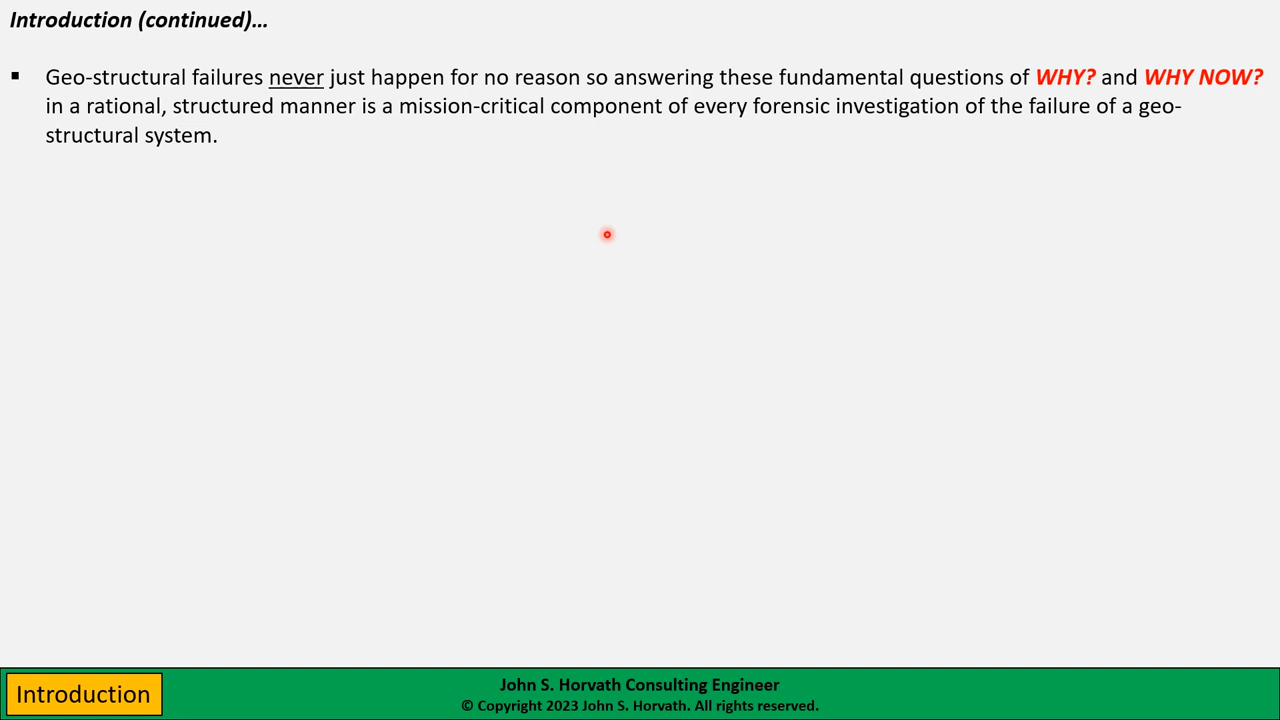 Introduction (continued)…
▪ Geo-structural failures never just happen for no reason so answering these fundamental questions of WHY? and WHY NOW?
in a rational, structured manner is a mission-critical component of every forensic investigation of the failure of a geo-
structural system.
Introduction
John S. Horvath Consulting Engineer
© Copyright 2023 John S. Horvath. All rights reserved.